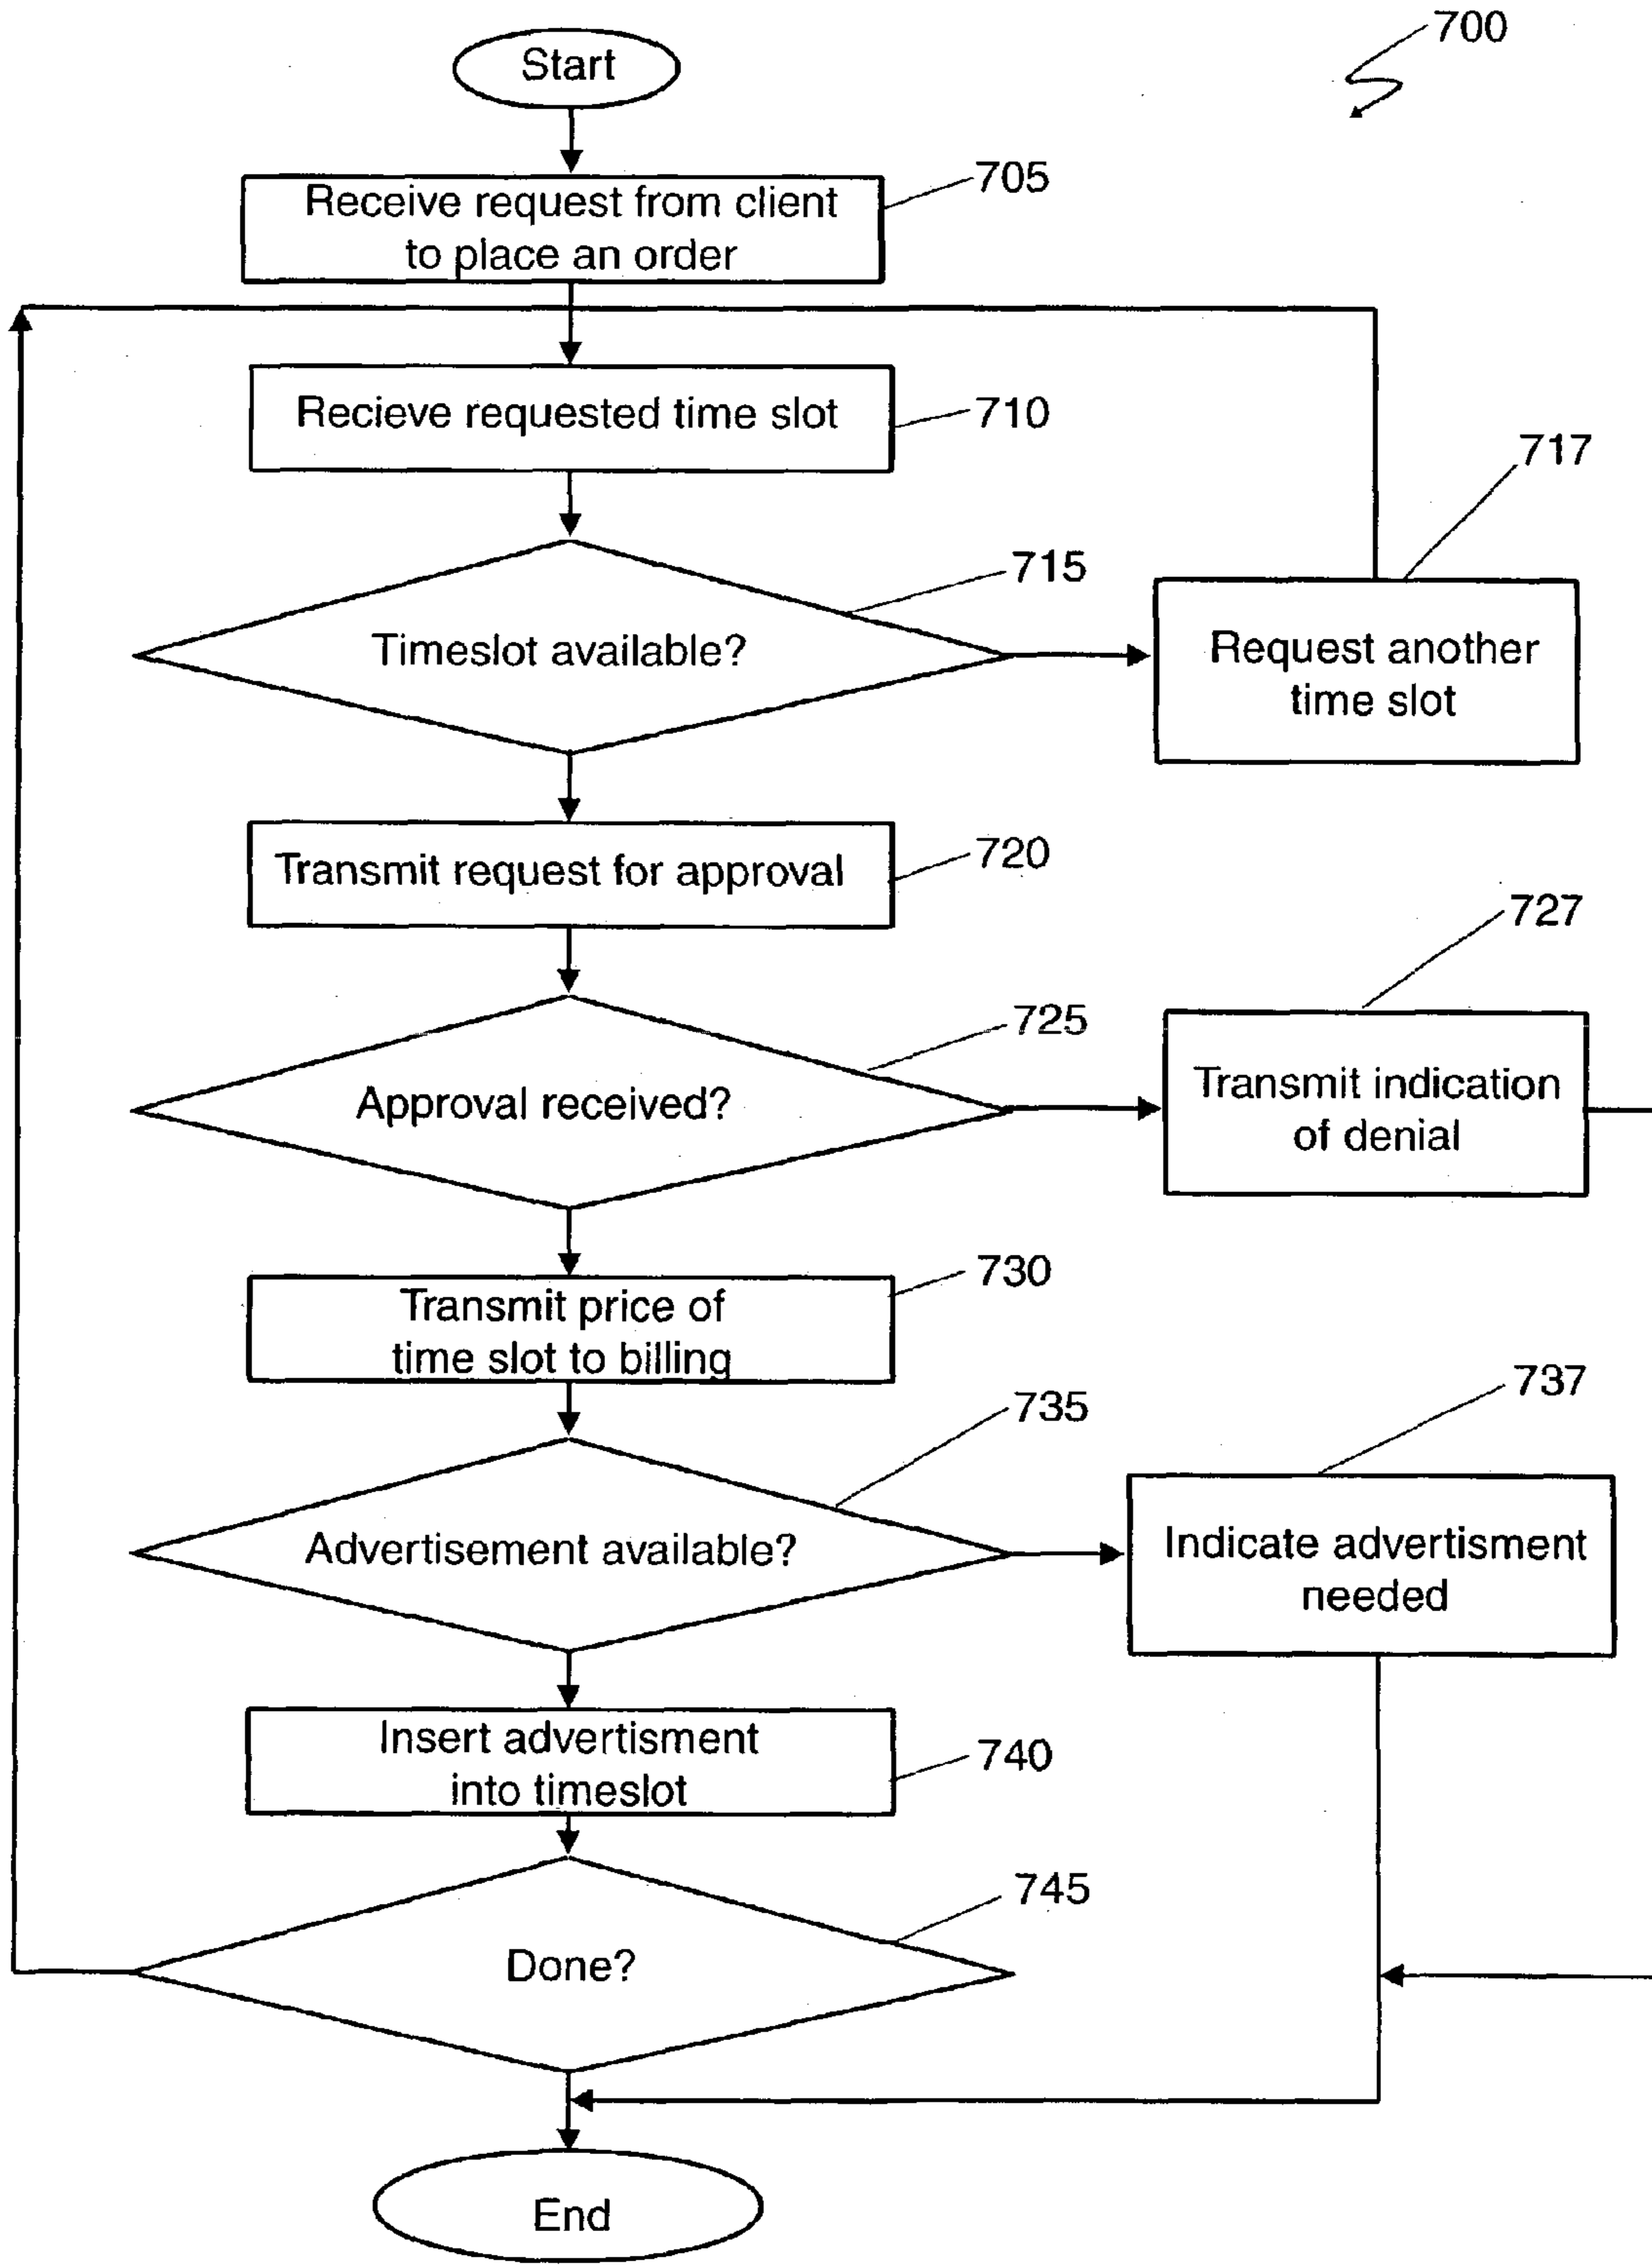 700
Start
705
Receive request from client
to place an order
Recieve requested time slot
710
717
715
Timeslot available?
Request another
time slot
720
Transmit request for approval
727
725
Approval received?
Transmit indication
of denial
730
Transmit price of
time slot to billing
737
735
Advertisement available?
Indicate advertisment
needed
Insert advertisment
into timeslot
740
745
Done?
End